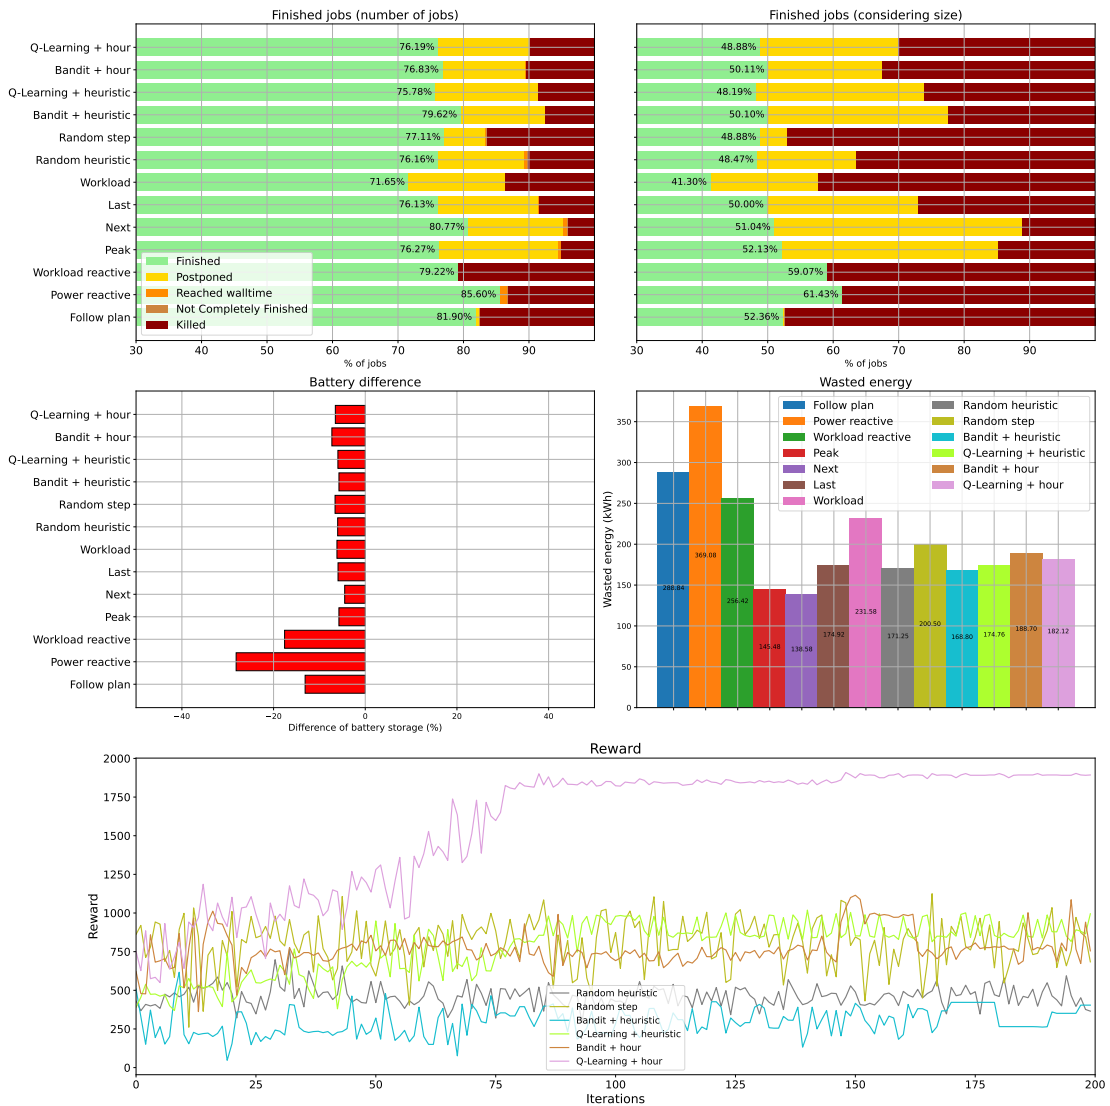 Finished jobs (number of jobs)
Q-Learning + hour
76.19%
Bandit + hour
76.83%
Q-Learning + heuristic
75.78%
Bandit + heuristic
79.62%
Random step
77.11%
Random heuristic
76.16%
Workload
71.65%
Last
76.13%
Next
80.77%
Peak
76.27%
Workload reactive
79.22%
Power reactive
85.60%
Follow plan
81.90%
Finished
Postponed
Reached walltime
Not Completely Finished
Killed
30 40 50 60 70 80 90
% of jobs
Finished jobs (considering size)
48.88%
50.11%
48.19%
50.10%
48.88%
48.47%
41.30%
50.00%
51.04%
52.13%
59.07%
61.43%
52.36%
30 40 50 60 70 80 90
% of jobs
Battery difference
Q-Learning + hour
Bandit + hour
Q-Learning + heuristic
Bandit + heuristic
Random step
Random heuristic
Workload
Last
Next
Peak
Workload reactive
Power reactive
Follow plan
−40 −20 0 20 40
Difference of battery storage (%)
Wasted energy
Wasted energy (kWh)
350
300
250
200
150
100
50
0
Follow plan
Power reactive
Workload reactive
Peak
Next
Last
Workload
Random heuristic
Random step
Bandit + heuristic
Q-Learning + heuristic
Bandit + hour
Q-Learning + hour
288.84
369.08
256.42
145.48
138.58
174.92
231.58
171.25
200.50
168.80
174.76
188.70
182.12
Reward
Reward
2000
1750
1500
1250
1000
750
500
250
0
Random heuristic
Random step
Bandit + heuristic
Q-Learning + heuristic
Bandit + hour
Q-Learning + hour
0 25 50 75 100 125 150 175 200
Iterations